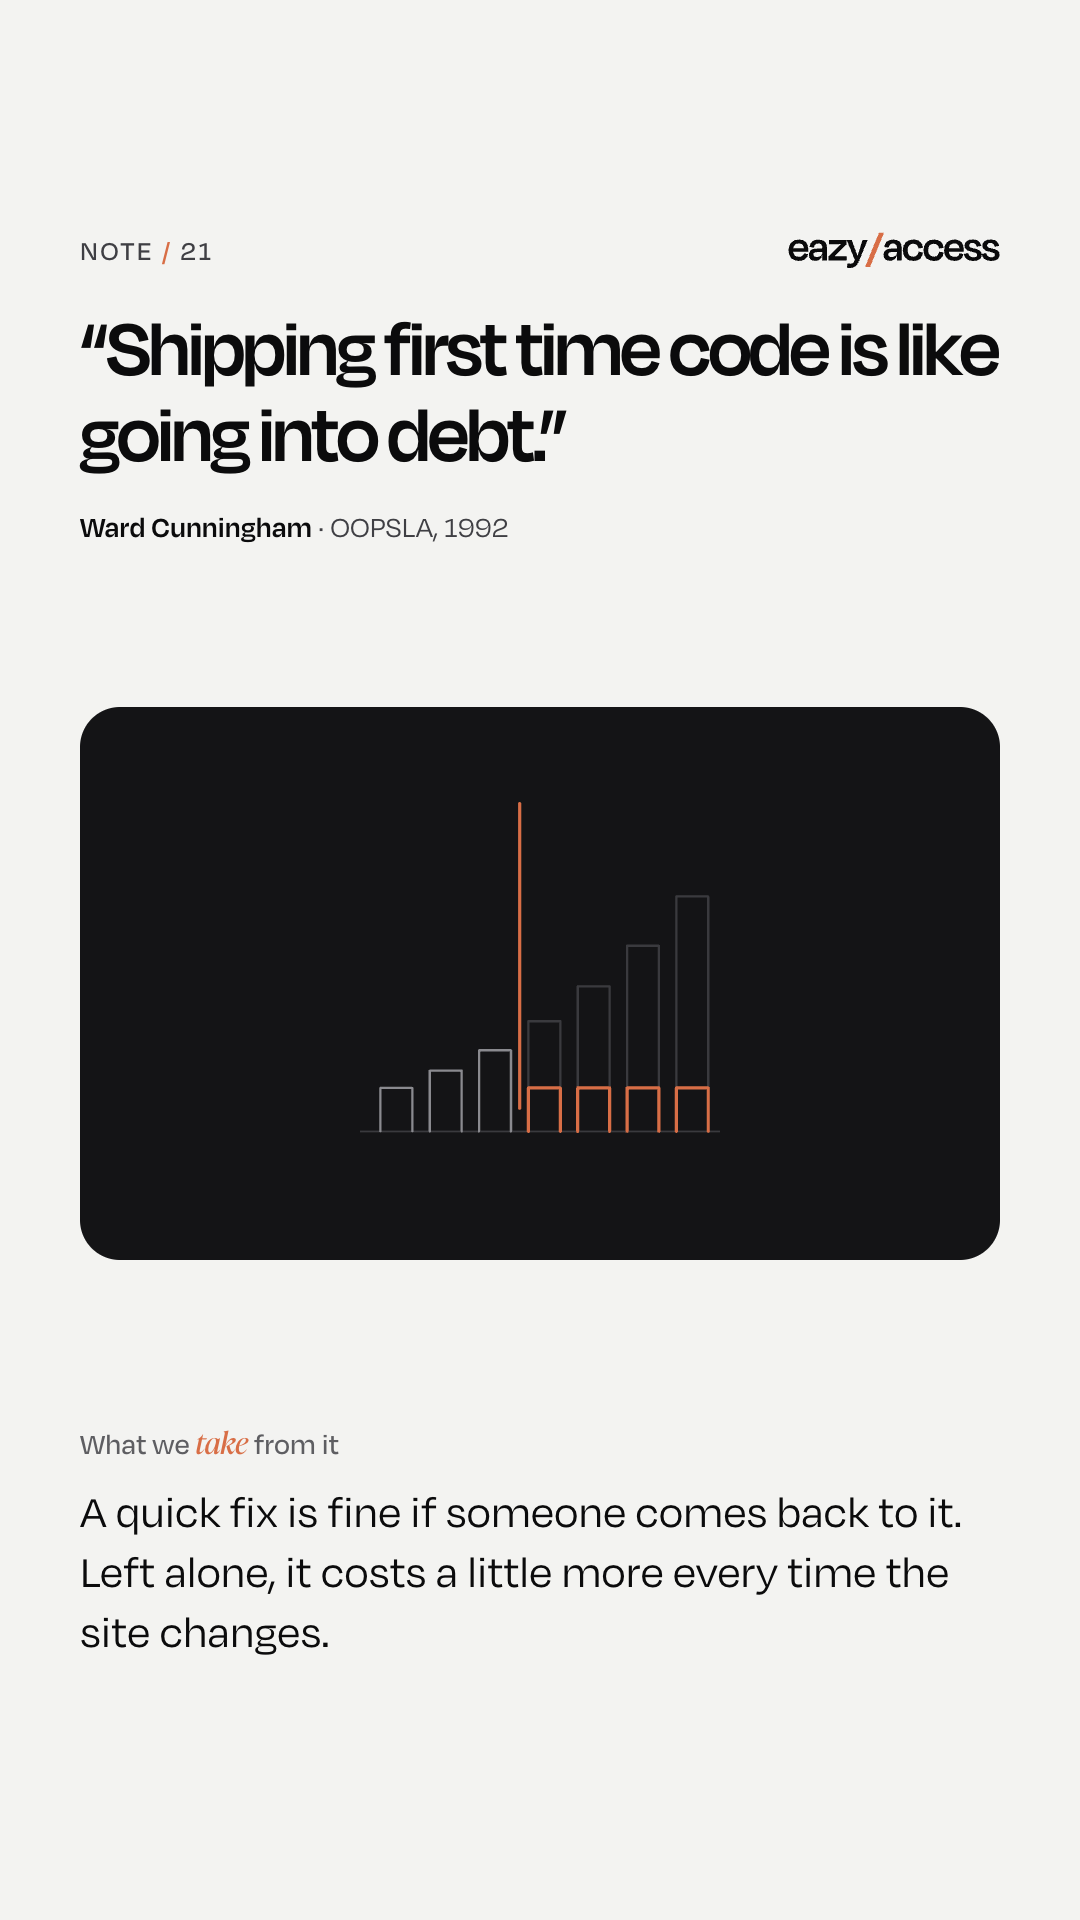 NOTE / 21
eazy/access
“Shipping first time code is like
going into debt.”
Ward Cunningham · OOPSLA, 1992
What we take from it
A quick fix is fine if someone comes back to it.
Left alone, it costs a little more every time the
site changes.